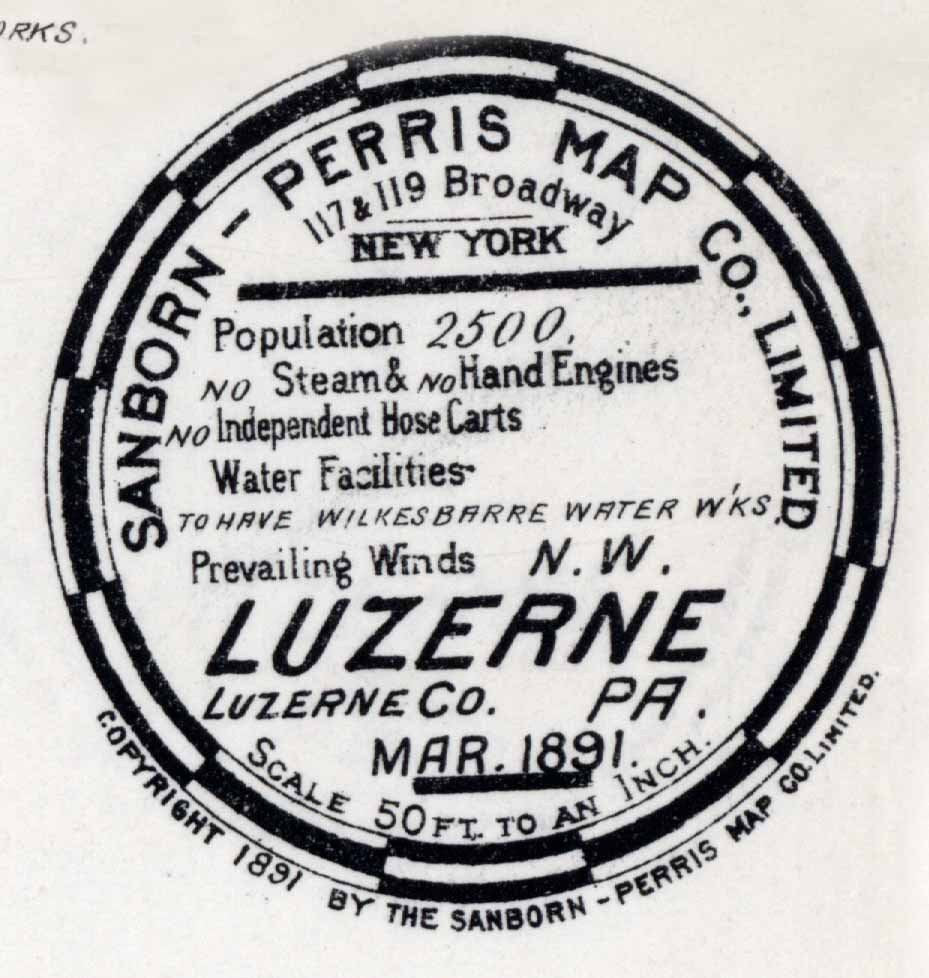 ORKS.
SANBORN - PERRIS MAP CO., LIMITED
117 & 119 Broadway
NEW YORK
Population 2500.
NO Steam & NO Hand Engines
NO Independent Hose Carts
Water Facilities-
TO HAVE WILKESBARRE WATER W'KS.
Prevailing Winds N. W.
LUZERNE
LUZERNE CO. PA.
MAR. 1891.
SCALE 50 FT. TO AN INCH.
COPYRIGHT 1891 BY THE SANBORN - PERRIS MAP CO. LIMITED.